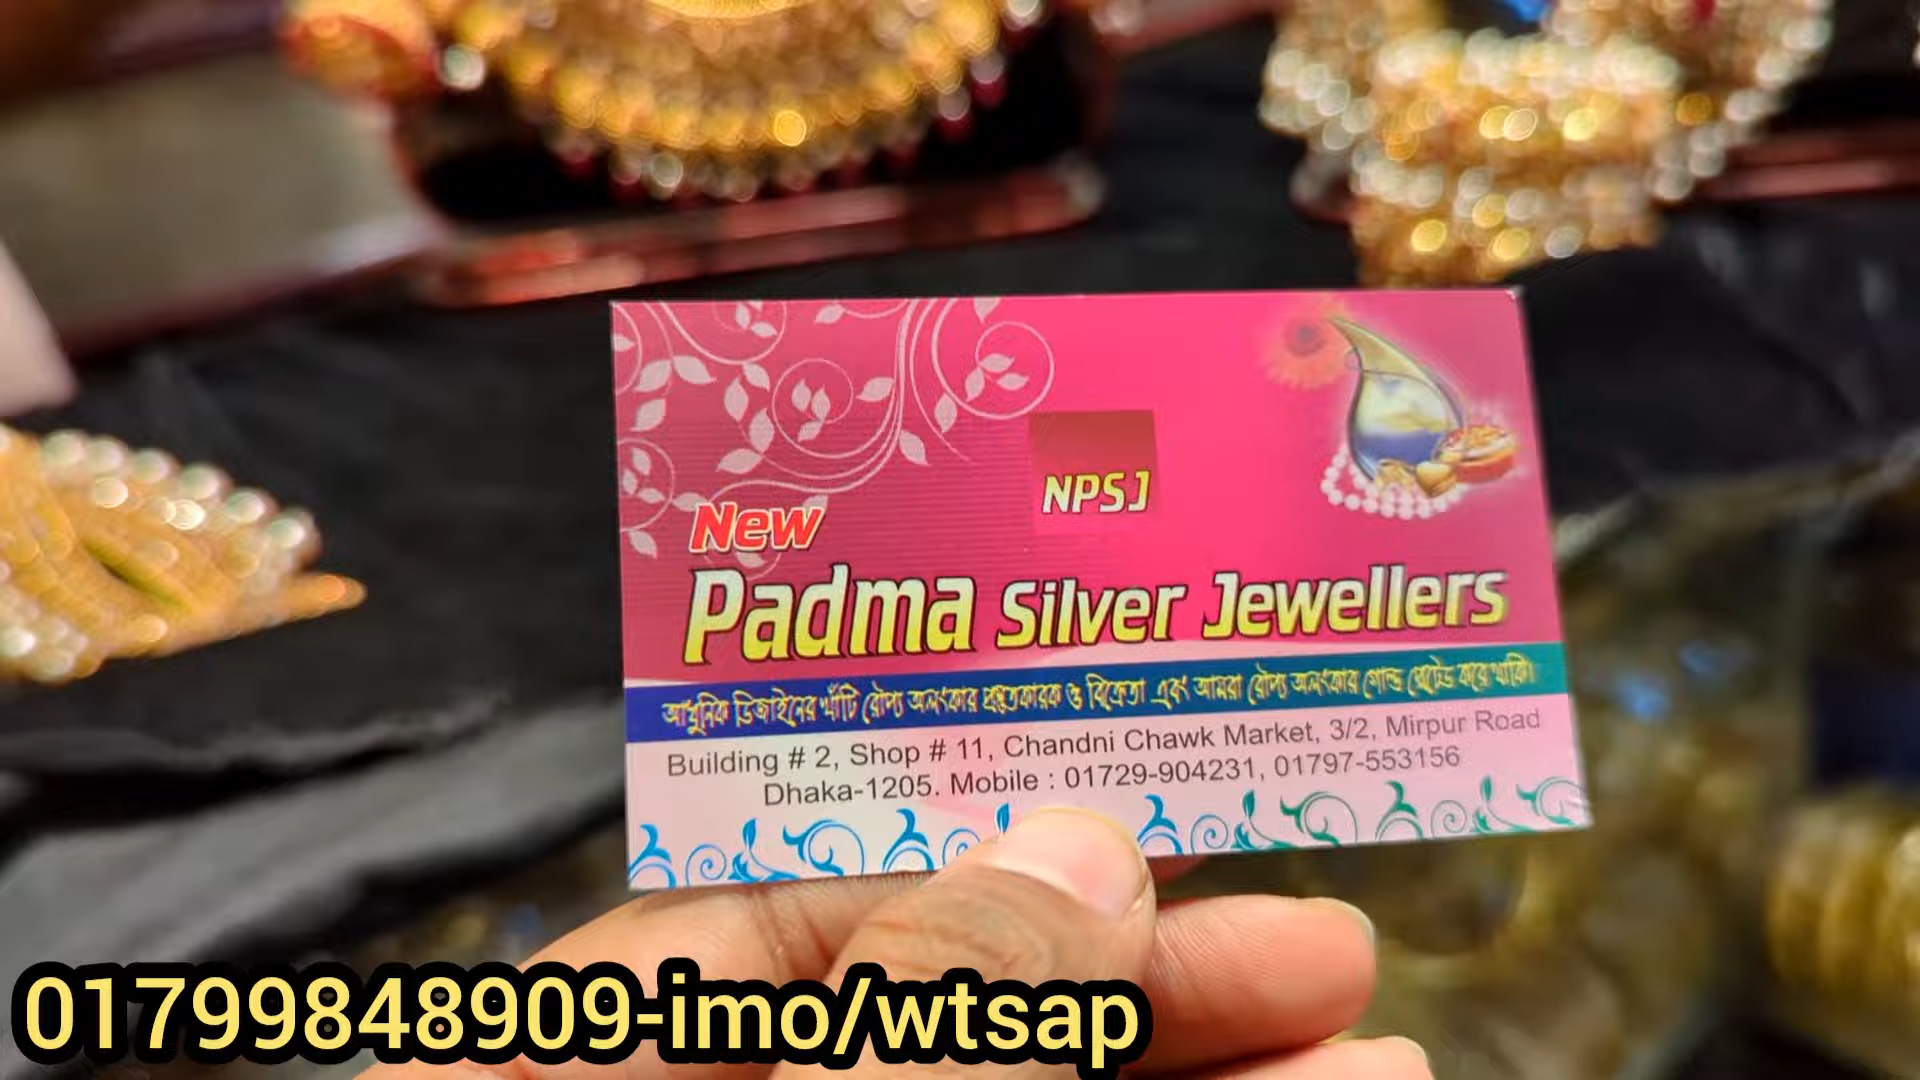 NPSJ
New
Padma Silver Jewellers
আধুনিক ডিজাইনের খাঁটি রৌপ্য অলংকার প্রস্তুতকারক ও বিক্রেতা এবং আমরা রৌপ্য অলংকার গোল্ড প্লেটেড করে থাকি।
Building # 2, Shop # 11, Chandni Chawk Market, 3/2, Mirpur Road
Dhaka-1205. Mobile : 01729-904231, 01797-553156
01799848909-imo/wtsap